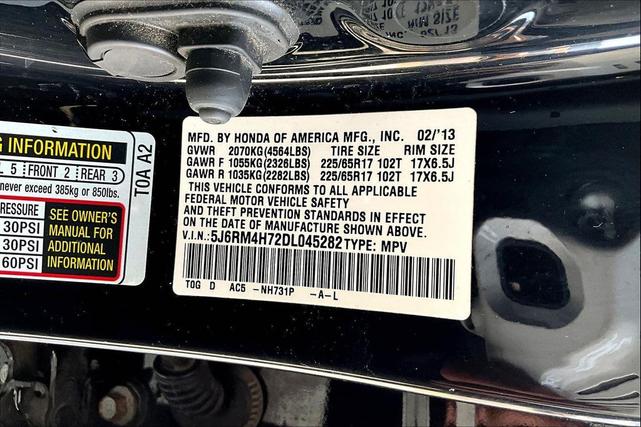 G INFORMATION
L 5 FRONT 2 REAR 3
never exceed 385kg or 850lbs.
RESSURE
30PSI
30PSI
60PSI
SEE OWNER'S
MANUAL FOR
ADDITIONAL
INFORMATION
T0A A2
MFD. BY HONDA OF AMERICA MFG., INC. 02/'13
GVWR 2070KG(4564LBS) TIRE SIZE RIM SIZE
GAWR F 1055KG(2326LBS) 225/65R17 102T 17X6.5J
GAWR R 1035KG(2282LBS) 225/65R17 102T 17X6.5J
THIS VEHICLE CONFORMS TO ALL APPLICABLE
FEDERAL MOTOR VEHICLE SAFETY
AND THEFT PREVENTION STANDARDS IN EFFECT
ON THE DATE OF MANUFACTURE SHOWN ABOVE.
V.I.N.:5J6RM4H72DL045282 TYPE: MPV
T0G D AC5 -NH731P -A-L